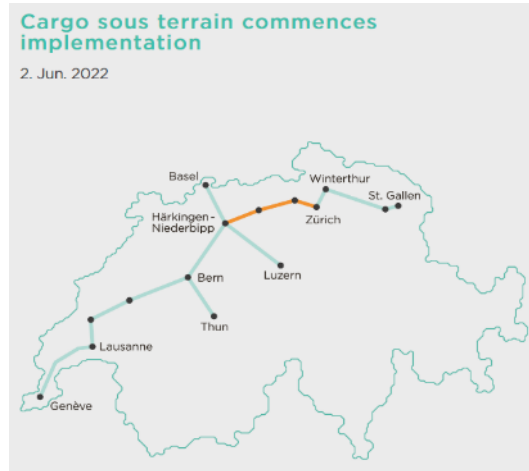 Cargo sous terrain commences
implementation
2. Jun. 2022
Basel
Winterthur
St. Gallen
Härkingen-
Niederbipp
Zürich
Bern
Luzern
Thun
Lausanne
Genève